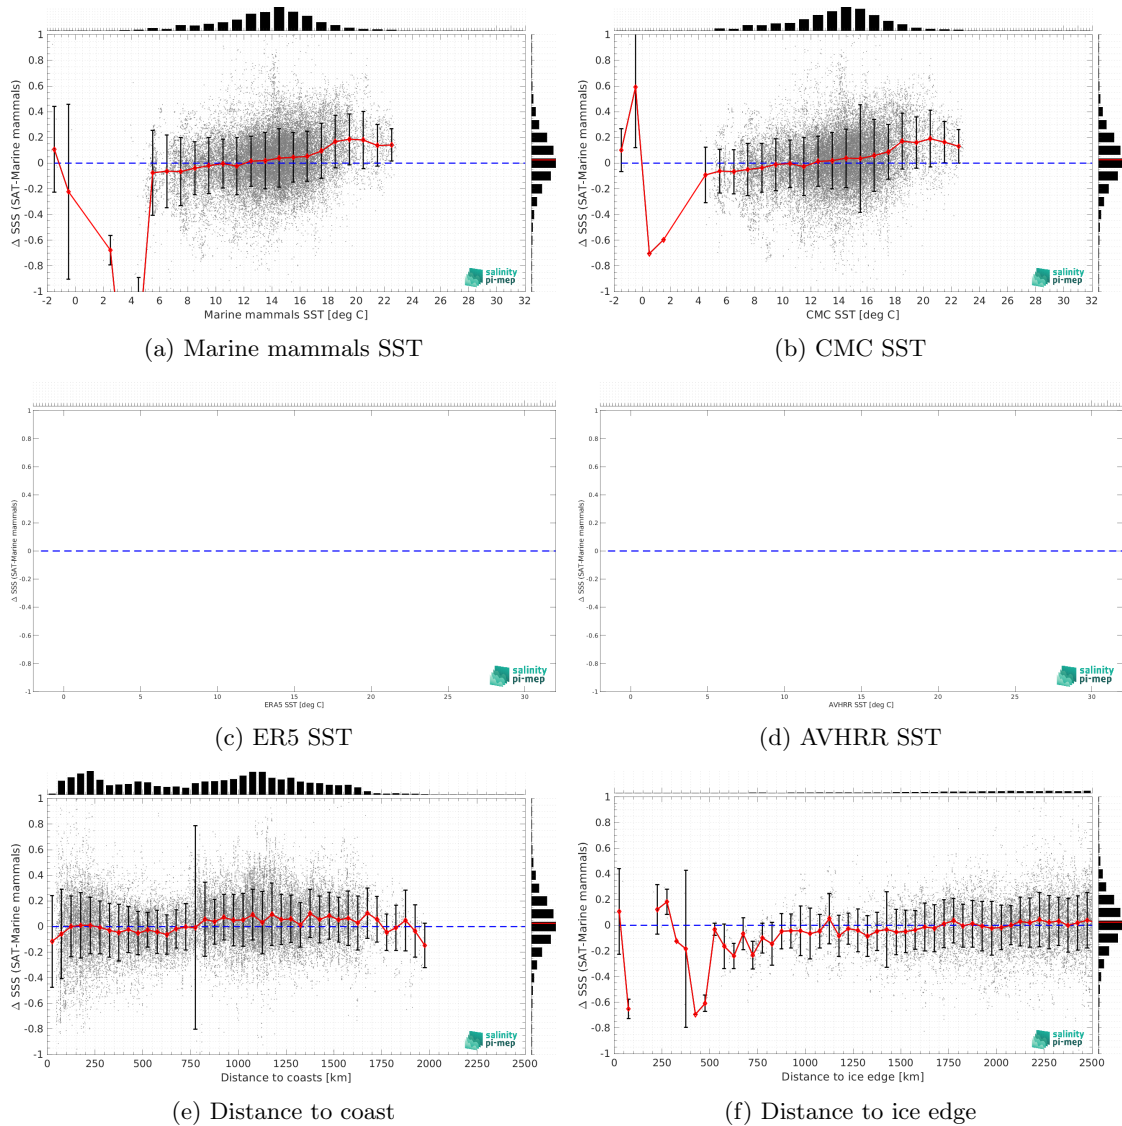 1
0.8
0.6
0.4
0.2
0
-0.2
-0.4
-0.6
-0.8
-1
Δ SSS (SAT-Marine mammals)
-2 0 2 4 6 8 10 12 14 16 18 20 22 24 26 28 30 32
Marine mammals SST [deg C]
salinity
pi-mep
(a) Marine mammals SST
1
0.8
0.6
0.4
0.2
0
-0.2
-0.4
-0.6
-0.8
-1
Δ SSS (SAT-Marine mammals)
-2 0 2 4 6 8 10 12 14 16 18 20 22 24 26 28 30 32
CMC SST [deg C]
salinity
pi-mep
(b) CMC SST
1
0.8
0.6
0.4
0.2
0
-0.2
-0.4
-0.6
-0.8
-1
Δ SSS (SAT-Marine mammals)
0 5 10 15 20 25 30
ERA5 SST [deg C]
salinity
pi-mep
(c) ER5 SST
1
0.8
0.6
0.4
0.2
0
-0.2
-0.4
-0.6
-0.8
-1
Δ SSS (SAT-Marine mammals)
0 5 10 15 20 25 30
AVHRR SST [deg C]
salinity
pi-mep
(d) AVHRR SST
1
0.8
0.6
0.4
0.2
0
-0.2
-0.4
-0.6
-0.8
-1
Δ SSS (SAT-Marine mammals)
0 250 500 750 1000 1250 1500 1750 2000 2250 2500
Distance to coasts [km]
salinity
pi-mep
(e) Distance to coast
1
0.8
0.6
0.4
0.2
0
-0.2
-0.4
-0.6
-0.8
-1
Δ SSS (SAT-Marine mammals)
0 250 500 750 1000 1250 1500 1750 2000 2250 2500
Distance to ice edge [km]
salinity
pi-mep
(f) Distance to ice edge